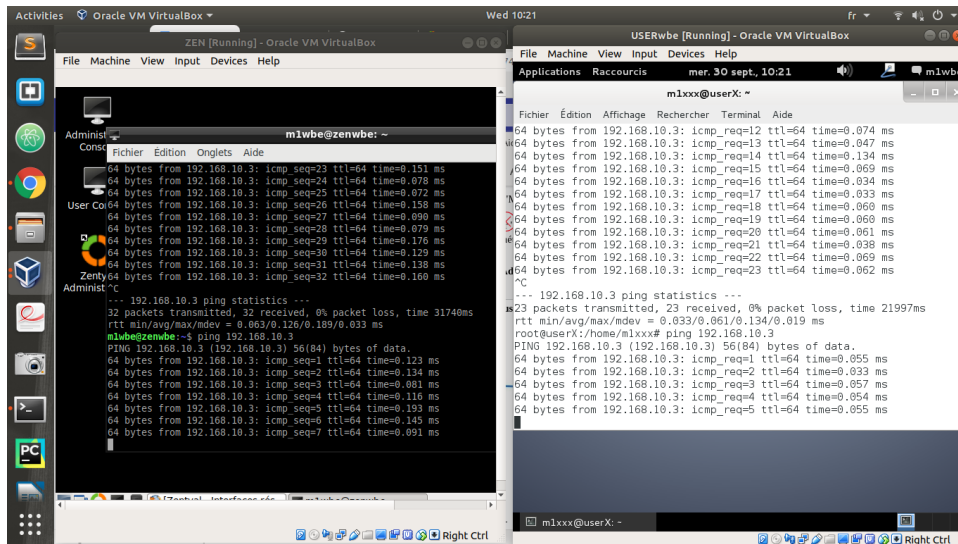 Activities
Oracle VM VirtualBox
Wed 10:21
fr
ZEN [Running] - Oracle VM VirtualBox
File Machine View Input Devices Help
Administ
Conso
User Co
Zenty
Administ
m1wbe@zenwbe: ~
Fichier Édition Onglets Aide
64 bytes from 192.168.10.3: icmp_seq=23 ttl=64 time=0.151 ms
64 bytes from 192.168.10.3: icmp_seq=24 ttl=64 time=0.078 ms
64 bytes from 192.168.10.3: icmp_seq=25 ttl=64 time=0.072 ms
64 bytes from 192.168.10.3: icmp_seq=26 ttl=64 time=0.158 ms
64 bytes from 192.168.10.3: icmp_seq=27 ttl=64 time=0.090 ms
64 bytes from 192.168.10.3: icmp_seq=28 ttl=64 time=0.079 ms
64 bytes from 192.168.10.3: icmp_seq=29 ttl=64 time=0.176 ms
64 bytes from 192.168.10.3: icmp_seq=30 ttl=64 time=0.129 ms
64 bytes from 192.168.10.3: icmp_seq=31 ttl=64 time=0.138 ms
64 bytes from 192.168.10.3: icmp_seq=32 ttl=64 time=0.160 ms
^C
--- 192.168.10.3 ping statistics ---
32 packets transmitted, 32 received, 0% packet loss, time 31740ms
rtt min/avg/max/mdev = 0.063/0.126/0.189/0.033 ms
m1wbe@zenwbe:~$ ping 192.168.10.3
PING 192.168.10.3 (192.168.10.3) 56(84) bytes of data.
64 bytes from 192.168.10.3: icmp_seq=1 ttl=64 time=0.123 ms
64 bytes from 192.168.10.3: icmp_seq=2 ttl=64 time=0.134 ms
64 bytes from 192.168.10.3: icmp_seq=3 ttl=64 time=0.081 ms
64 bytes from 192.168.10.3: icmp_seq=4 ttl=64 time=0.116 ms
64 bytes from 192.168.10.3: icmp_seq=5 ttl=64 time=0.193 ms
64 bytes from 192.168.10.3: icmp_seq=6 ttl=64 time=0.145 ms
64 bytes from 192.168.10.3: icmp_seq=7 ttl=64 time=0.091 ms
Right Ctrl
USERwbe [Running] - Oracle VM VirtualBox
File Machine View Input Devices Help
Applications Raccourcis mer. 30 sept., 10:21 m1wb
m1xxx@userX: ~
Fichier Édition Affichage Rechercher Terminal Aide
64 bytes from 192.168.10.3: icmp_req=12 ttl=64 time=0.074 ms
64 bytes from 192.168.10.3: icmp_req=13 ttl=64 time=0.047 ms
64 bytes from 192.168.10.3: icmp_req=14 ttl=64 time=0.134 ms
64 bytes from 192.168.10.3: icmp_req=15 ttl=64 time=0.069 ms
64 bytes from 192.168.10.3: icmp_req=16 ttl=64 time=0.034 ms
64 bytes from 192.168.10.3: icmp_req=17 ttl=64 time=0.033 ms
64 bytes from 192.168.10.3: icmp_req=18 ttl=64 time=0.060 ms
64 bytes from 192.168.10.3: icmp_req=19 ttl=64 time=0.060 ms
64 bytes from 192.168.10.3: icmp_req=20 ttl=64 time=0.061 ms
64 bytes from 192.168.10.3: icmp_req=21 ttl=64 time=0.038 ms
64 bytes from 192.168.10.3: icmp_req=22 ttl=64 time=0.069 ms
64 bytes from 192.168.10.3: icmp_req=23 ttl=64 time=0.062 ms
^C
--- 192.168.10.3 ping statistics ---
23 packets transmitted, 23 received, 0% packet loss, time 21997ms
rtt min/avg/max/mdev = 0.033/0.061/0.134/0.019 ms
root@userX:/home/m1xxx# ping 192.168.10.3
PING 192.168.10.3 (192.168.10.3) 56(84) bytes of data.
64 bytes from 192.168.10.3: icmp_req=1 ttl=64 time=0.055 ms
64 bytes from 192.168.10.3: icmp_req=2 ttl=64 time=0.033 ms
64 bytes from 192.168.10.3: icmp_req=3 ttl=64 time=0.057 ms
64 bytes from 192.168.10.3: icmp_req=4 ttl=64 time=0.054 ms
64 bytes from 192.168.10.3: icmp_req=5 ttl=64 time=0.055 ms
m1xxx@userX: ~
Right Ctrl
PC